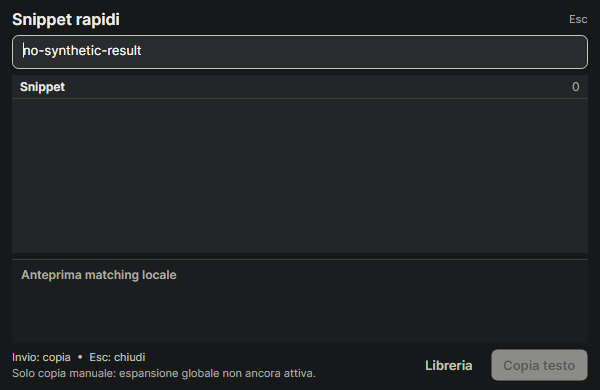 Snippet rapidi
Esc
no-synthetic-result
Snippet
0
Anteprima matching locale
Invio: copia • Esc: chiudi
Solo copia manuale: espansione globale non ancora attiva.
Libreria
Copia testo